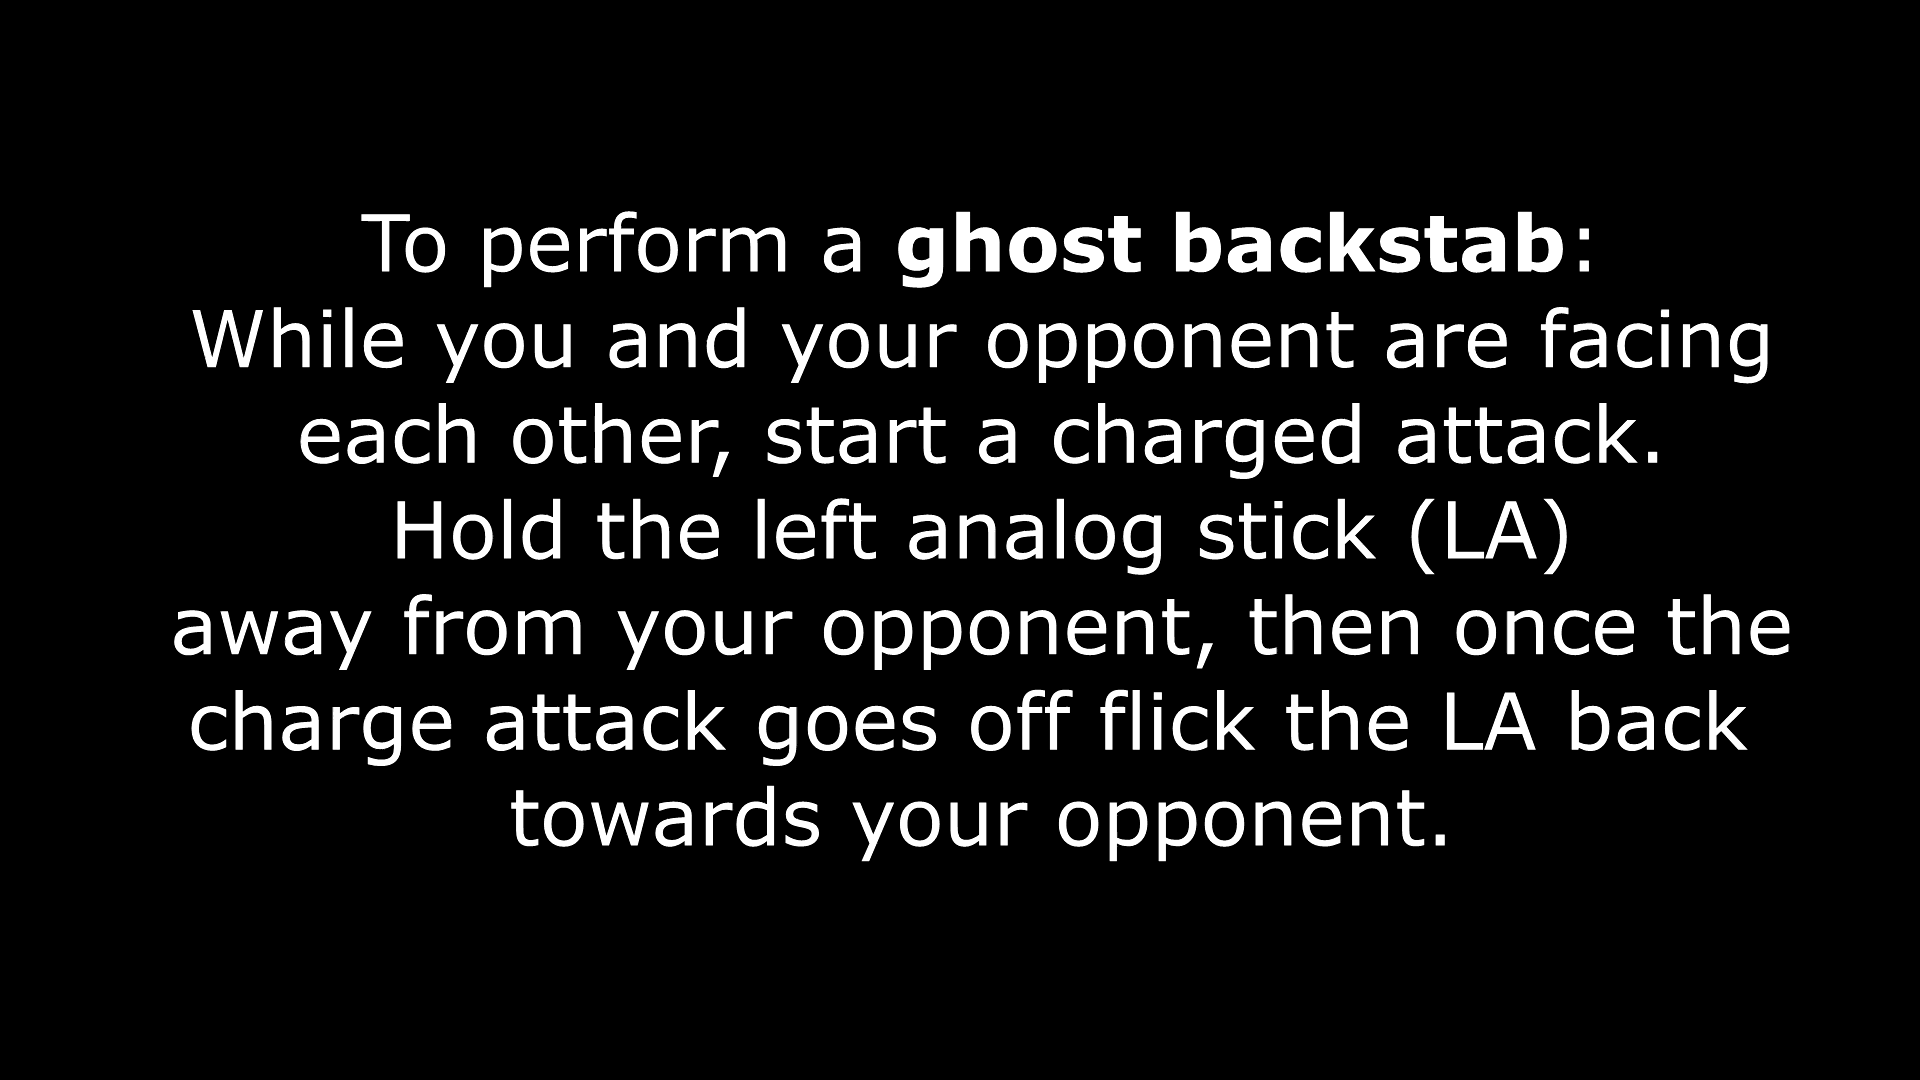 To perform a ghost backstab:
While you and your opponent are facing
each other, start a charged attack.
Hold the left analog stick (LA)
away from your opponent, then once the
charge attack goes off flick the LA back
towards your opponent.